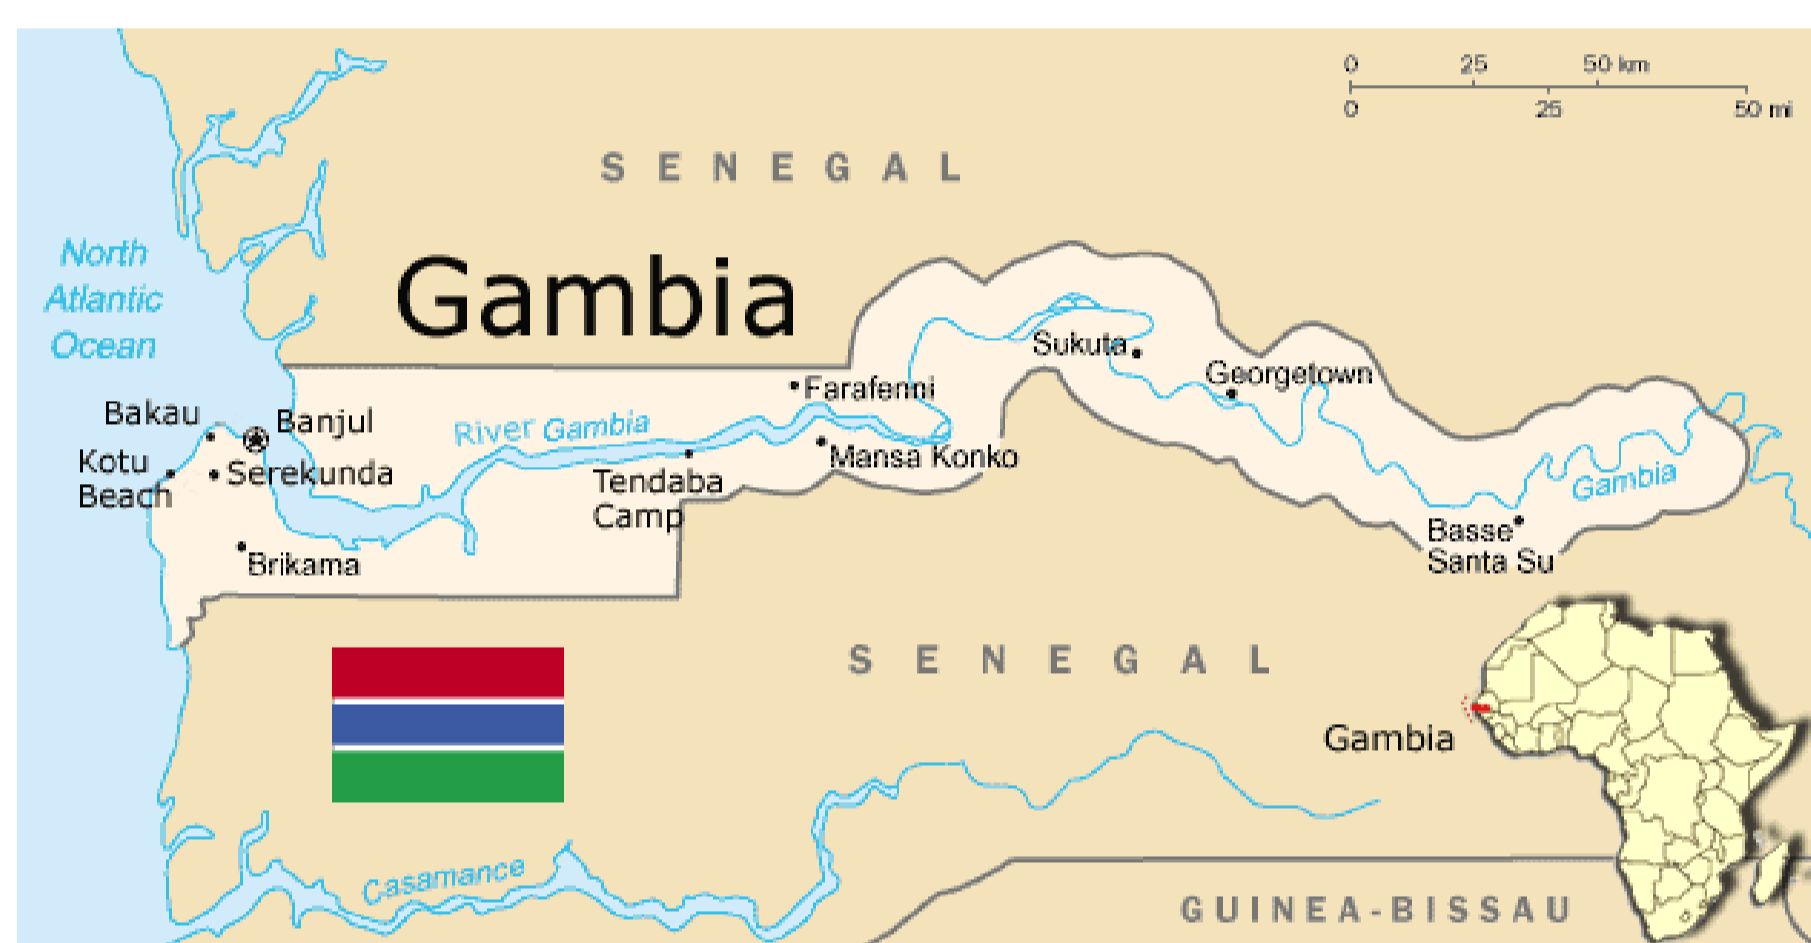 0 25 50 km
0 25 50 mi
SENEGAL
North
Atlantic
Ocean
Gambia
Sukuta
Georgetown
Farafenni
Bakau
Banjul
River Gambia
Mansa Konko
Kotu
Beach
Serekunda
Tendaba
Camp
Gambia
Basse
Santa Su
Brikama
SENEGAL
Gambia
Casamance
GUINEA-BISSAU